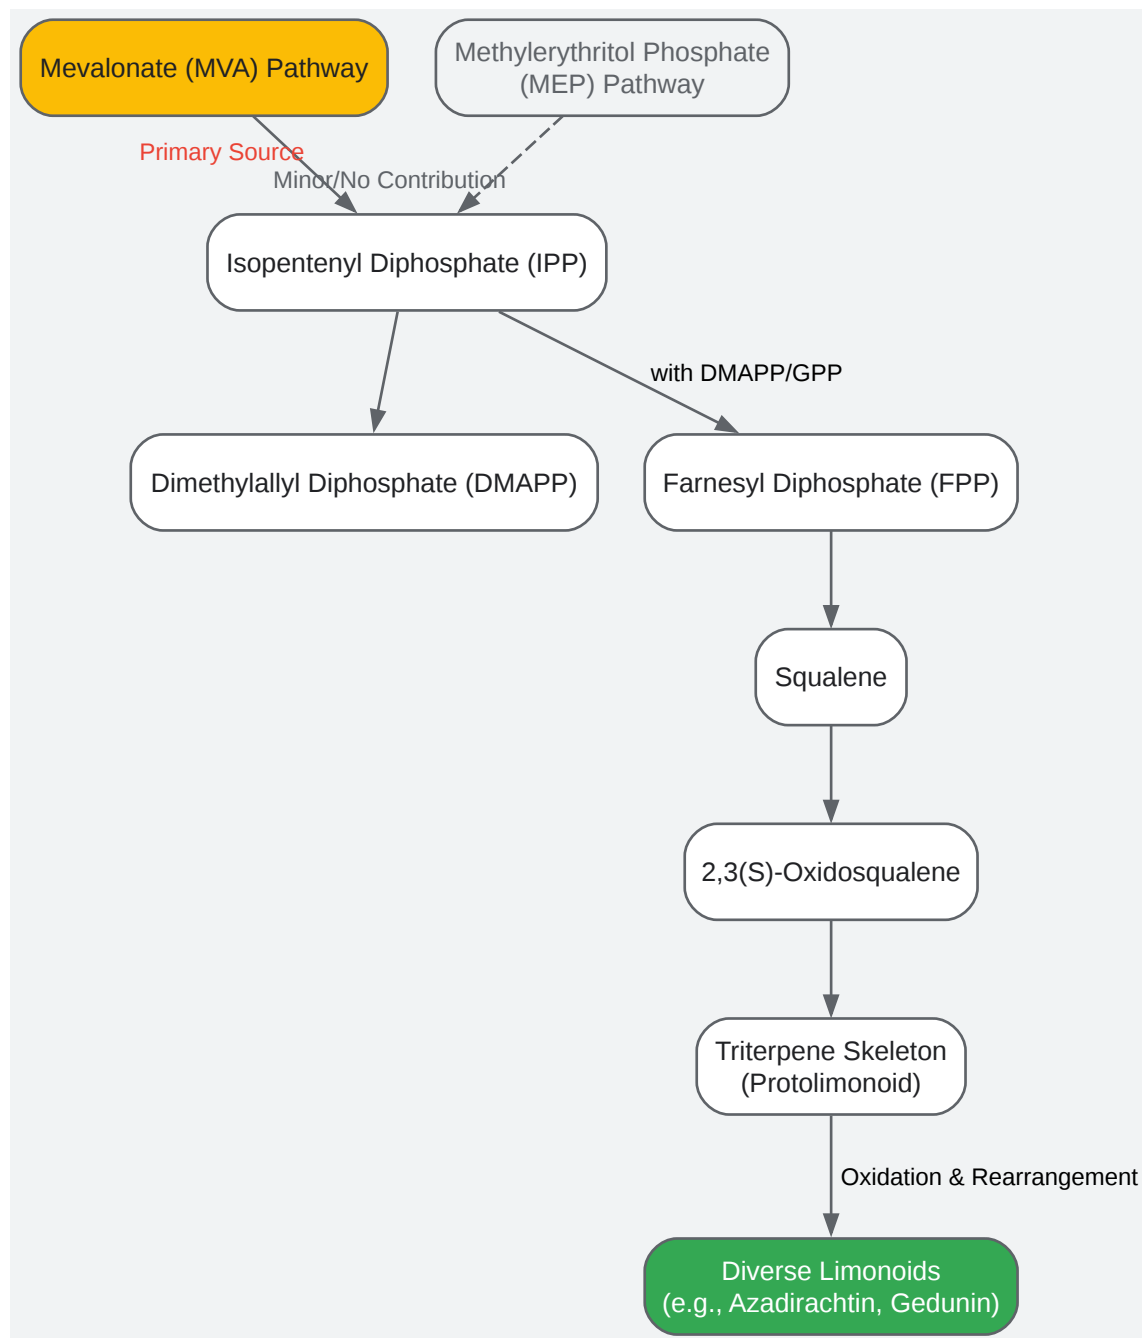 Mevalonate (MVA) Pathway
Methylerythritol Phosphate
(MEP) Pathway
Primary Source
Minor/No Contribution
Isopentenyl Diphosphate (IPP)
with DMAPP/GPP
Dimethylallyl Diphosphate (DMAPP)
Farnesyl Diphosphate (FPP)
Squalene
2,3(S)-Oxidosqualene
Triterpene Skeleton
(Protolimonoid)
Oxidation & Rearrangement
Diverse Limonoids
(e.g., Azadirachtin, Gedunin)